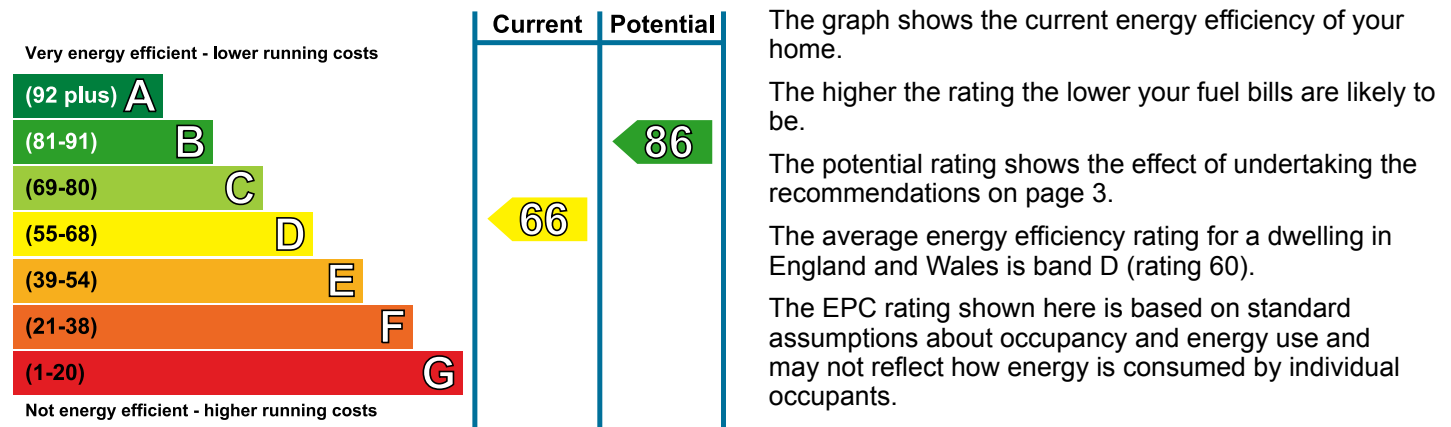 Current Potential
Very energy efficient - lower running costs
(92 plus) A
(81-91) B
86
(69-80) C
(55-68) D
66
(39-54) E
(21-38) F
(1-20) G
Not energy efficient - higher running costs
The graph shows the current energy efficiency of your
home.
The higher the rating the lower your fuel bills are likely to
be.
The potential rating shows the effect of undertaking the
recommendations on page 3.
The average energy efficiency rating for a dwelling in
England and Wales is band D (rating 60).
The EPC rating shown here is based on standard
assumptions about occupancy and energy use and
may not reflect how energy is consumed by individual
occupants.